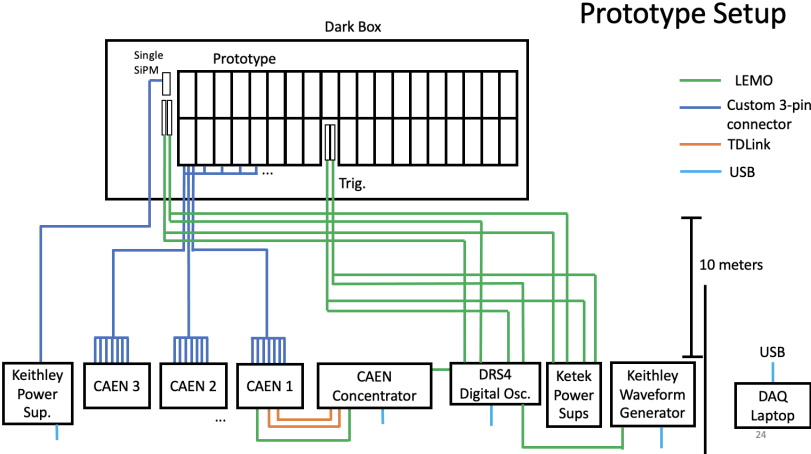 Prototype Setup
Dark Box
Single
SiPM
Prototype
LEMO
Custom 3-pin
connector
TDLink
USB
...
Trig.
10 meters
Keithley
Power
Sup.
CAEN 3
CAEN 2
CAEN 1
CAEN
Concentrator
DRS4
Digital Osc.
Ketek
Power
Sups
Keithley
Waveform
Generator
USB
DAQ
Laptop
...
24